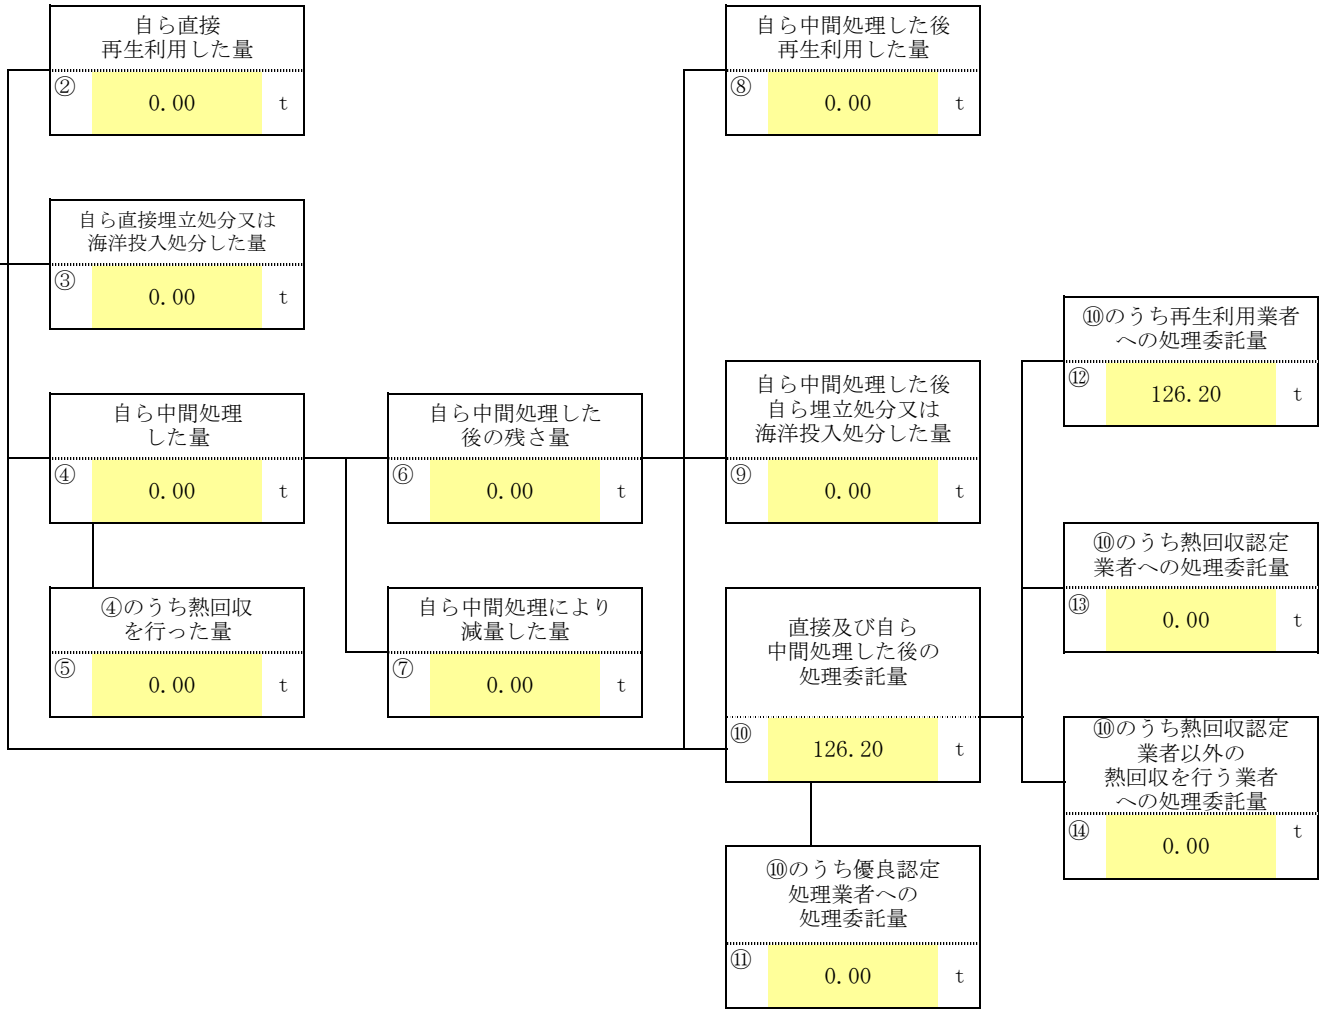 自ら直接
再生利用した量
②
0.00
t
自ら中間処理した後
再生利用した量
⑧
0.00
t
自ら直接埋立処分又は
海洋投入処分した量
③
0.00
t
⑩のうち再生利用業者
への処理委託量
⑫
126.20
t
自ら中間処理
した量
④
0.00
t
自ら中間処理した
後の残さ量
⑥
0.00
t
自ら中間処理した後
自ら埋立処分又は
海洋投入処分した量
⑨
0.00
t
⑩のうち熱回収認定
業者への処理委託量
⑬
0.00
t
④のうち熱回収
を行った量
⑤
0.00
t
自ら中間処理により
減量した量
⑦
0.00
t
直接及び自ら
中間処理した後の
処理委託量
⑩
126.20
t
⑩のうち熱回収認定
業者以外の
熱回収を行う業者
への処理委託量
⑭
0.00
t
⑩のうち優良認定
処理業者への
処理委託量
⑪
0.00
t